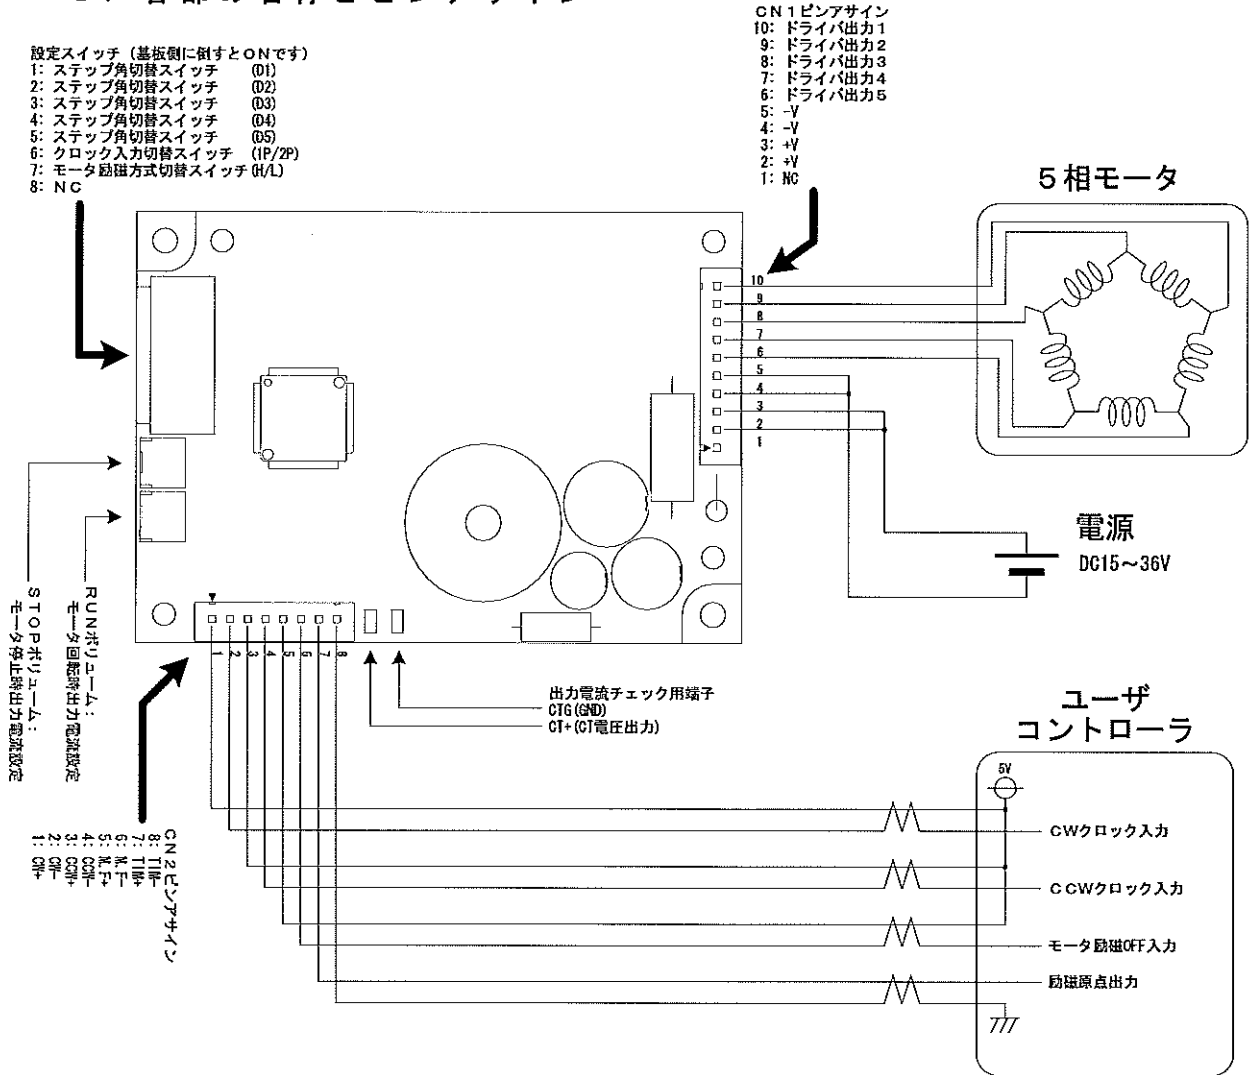 設定スイッチ (基板側に倒すとONです)
1: ステップ角切替スイッチ (D1)
2: ステップ角切替スイッチ (D2)
3: ステップ角切替スイッチ (D3)
4: ステップ角切替スイッチ (D4)
5: ステップ角切替スイッチ (D5)
6: クロック入力切替スイッチ (1P/2P)
7: モータ励磁方式切替スイッチ(H/L)
8: NC
CN1ピンアサイン
10: ドライバ出力1
9: ドライバ出力2
8: ドライバ出力3
7: ドライバ出力4
6: ドライバ出力5
5: -V
4: -V
3: +V
2: +V
1: NC
5相モータ
10
9
8
7
6
5
4
3
2
1
電源
DC15~36V
RUNボリューム:
モータ回転時出力電流設定
STOPボリューム:
モータ停止時出力電流設定
1
2
3
4
5
6
7
8
出力電流チェック用端子
CTG(GND)
CT+(CT電圧出力)
CN2ピンアサイン
8: TIM-
7: TIM+
6: M.F-
5: M.F+
4: CCW-
3: CCW+
2: CW-
1: CW+
ユーザ
コントローラ
5V
CWクロック入力
CCWクロック入力
モータ励磁OFF入力
励磁原点出力